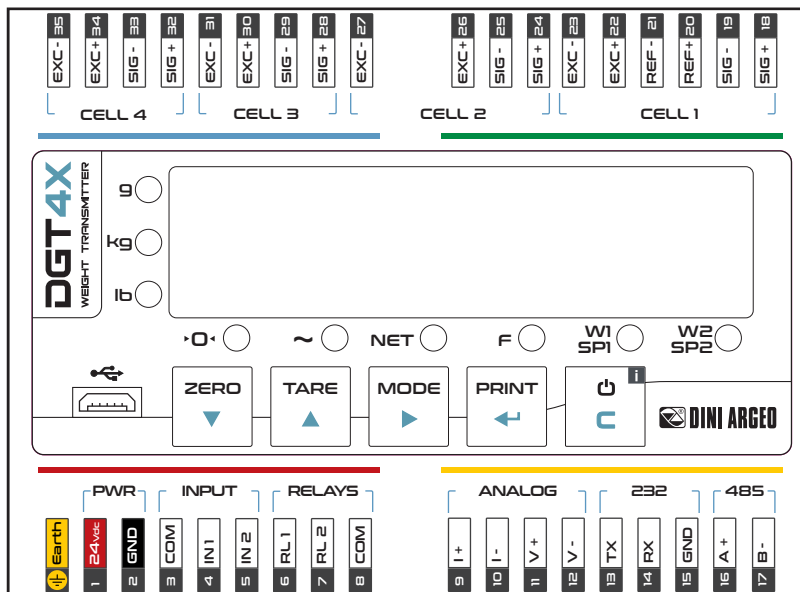 EXC - 35
EXC+ 34
SIG - 33
SIG + 32
EXC - 31
EXC+ 30
SIG - 29
SIG + 28
EXC - 27
EXC+ 26
SIG - 25
SIG + 24
EXC - 23
EXC+ 22
REF - 21
REF+ 20
SIG - 19
SIG + 18
CELL 4 CELL 3 CELL 2 CELL 1
DGT4X
WEIGHT TRANSMITTER
g
kg
lb
▸0◂ ~ NET F W1 SP1 W2 SP2
ZERO TARE MODE PRINT i
C
DINI ARGEO
PWR INPUT RELAYS ANALOG 232 485
Earth
1 24vdc
2 GND
3 COM
4 IN 1
5 IN 2
6 RL 1
7 RL 2
8 COM
9 I +
10 I -
11 V +
12 V -
13 TX
14 RX
15 GND
16 A +
17 B -